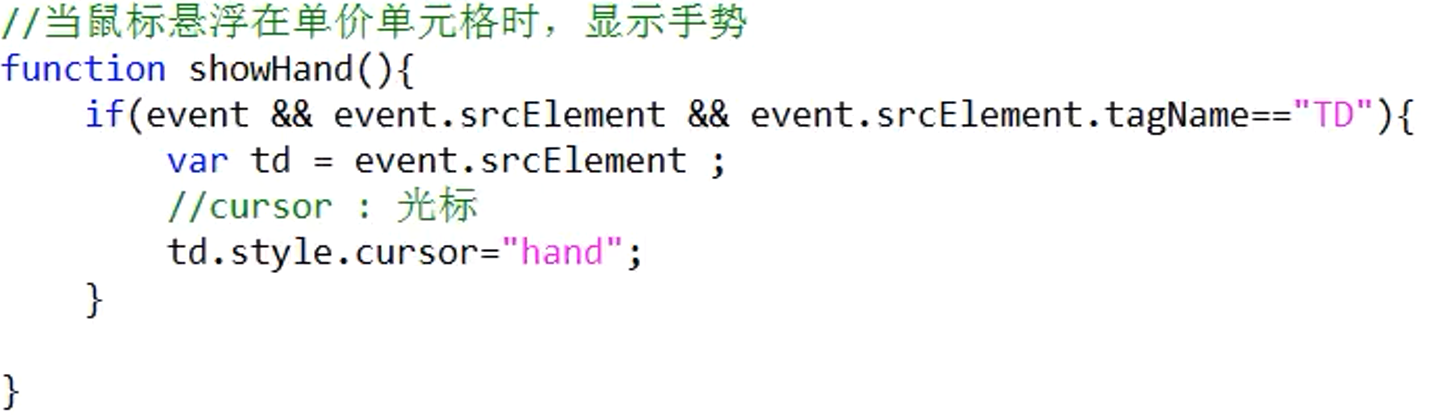 //当鼠标悬浮在单价单元格时，显示手势
function showHand(){
    if(event && event.srcElement && event.srcElement.tagName=="TD"){
        var td = event.srcElement ;
        //cursor : 光标
        td.style.cursor="hand";
    }
}